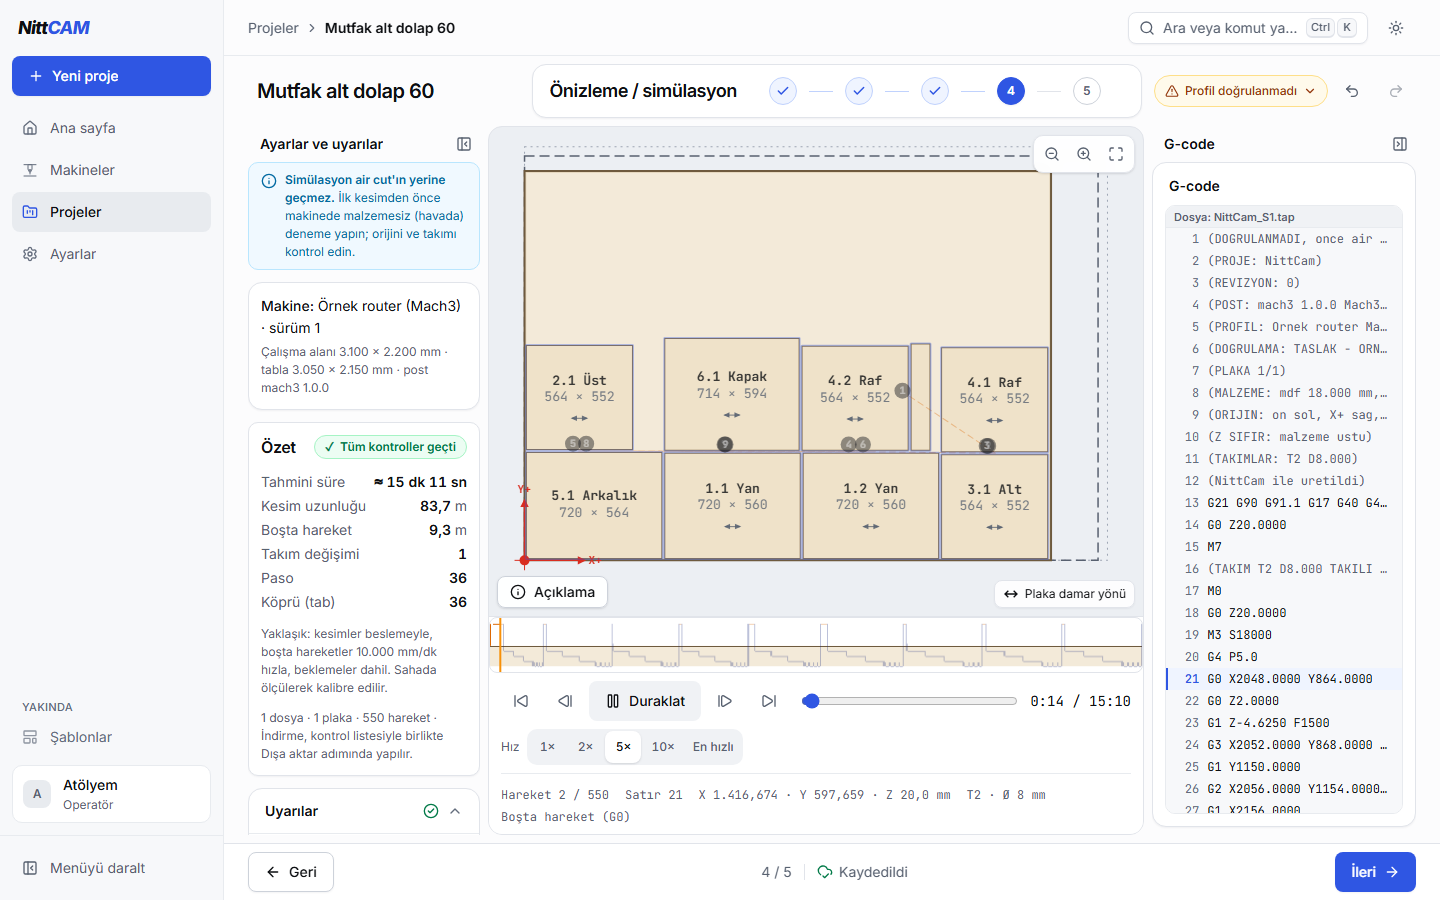 NittCAM
Yeni proje
Ana sayfa
Makineler
Projeler
Ayarlar
YAKINDA
Şablonlar
A
Atölyem
Operatör
Menüyü daralt
Projeler > Mutfak alt dolap 60
Ara veya komut ya... Ctrl K
Mutfak alt dolap 60
Önizleme / simülasyon
4
5
Profil doğrulanmadı
Ayarlar ve uyarılar
Simülasyon air cut'ın yerine
geçmez. İlk kesimden önce
makinede malzemesiz (havada)
deneme yapın; orijini ve takımı
kontrol edin.
Makine: Örnek router (Mach3)
· sürüm 1
Çalışma alanı 3.100 × 2.200 mm ·
tabla 3.050 × 2.150 mm · post
mach3 1.0.0
Özet
✓ Tüm kontroller geçti
Tahmini süre ≈ 15 dk 11 sn
Kesim uzunluğu 83,7 m
Boşta hareket 9,3 m
Takım değişimi 1
Paso 36
Köprü (tab) 36
Yaklaşık: kesimler beslemeyle,
boşta hareketler 10.000 mm/dk
hızla, beklemeler dahil. Sahada
ölçülerek kalibre edilir.
1 dosya · 1 plaka · 550 hareket ·
İndirme, kontrol listesiyle birlikte
Dışa aktar adımında yapılır.
Uyarılar
2.1 Üst
564 × 552
5 8
6.1 Kapak
714 × 594
9
4.2 Raf
564 × 552
4 6
1
4.1 Raf
564 × 552
3
5.1 Arkalık
720 × 564
1.1 Yan
720 × 560
1.2 Yan
720 × 560
3.1 Alt
564 × 552
Y+
X+
Açıklama
Plaka damar yönü
Duraklat
0:14 / 15:10
Hız 1× 2× 5× 10× En hızlı
Hareket 2 / 550 Satır 21 X 1.416,674 · Y 597,659 · Z 20,0 mm T2 · Ø 8 mm
Boşta hareket (G0)
G-code
G-code
Dosya: NittCam_S1.tap
1 (DOGRULANMADI, once air …
2 (PROJE: NittCam)
3 (REVIZYON: 0)
4 (POST: mach3 1.0.0 Mach3…
5 (PROFIL: Ornek router Ma…
6 (DOGRULAMA: TASLAK - ORN…
7 (PLAKA 1/1)
8 (MALZEME: mdf 18.000 mm,…
9 (ORIJIN: on sol, X+ sag,…
10 (Z SIFIR: malzeme ustu)
11 (TAKIMLAR: T2 D8.000)
12 (NittCam ile uretildi)
13 G21 G90 G91.1 G17 G40 G4…
14 G0 Z20.0000
15 M7
16 (TAKIM T2 D8.000 TAKILI …
17 M0
18 G0 Z20.0000
19 M3 S18000
20 G4 P5.0
21 G0 X2048.0000 Y864.0000
22 G0 Z2.0000
23 G1 Z-4.6250 F1500
24 G3 X2052.0000 Y868.0000 …
25 G1 Y1150.0000
26 G2 X2056.0000 Y1154.0000…
27 G1 X2156.0000
Geri
4 / 5
Kaydedildi
İleri